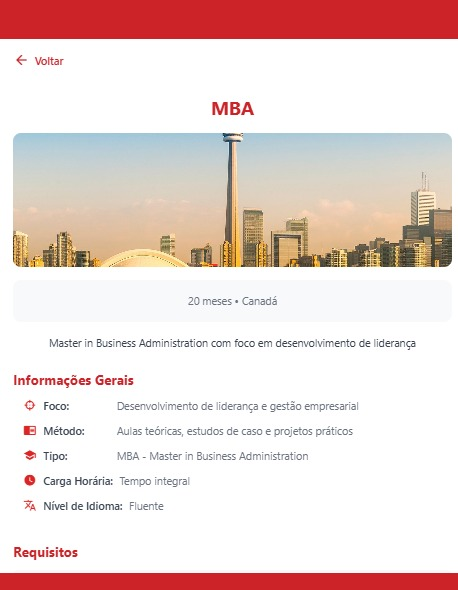 Voltar
MBA
20 meses • Canadá
Master in Business Administration com foco em desenvolvimento de liderança
Informações Gerais
Foco: Desenvolvimento de liderança e gestão empresarial
Método: Aulas teóricas, estudos de caso e projetos práticos
Tipo: MBA - Master in Business Administration
Carga Horária: Tempo integral
Nível de Idioma: Fluente
Requisitos